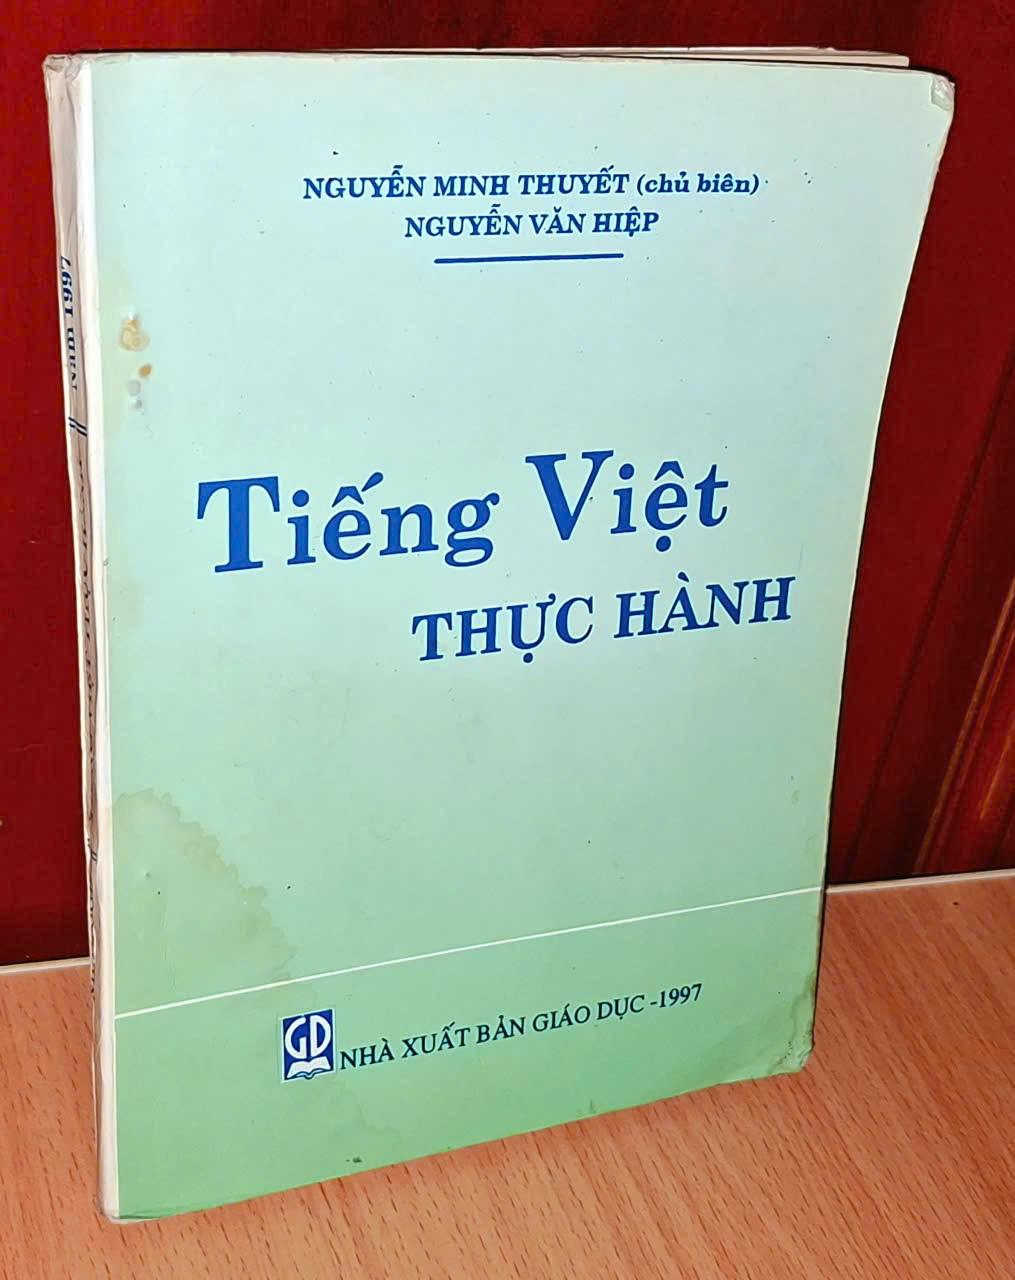 NGUYỄN MINH THUYẾT (chủ biên)
NGUYỄN VĂN HIỆP
Tiếng Việt
THỰC HÀNH
GD
NHÀ XUẤT BẢN GIÁO DỤC -1997
Năm 1997